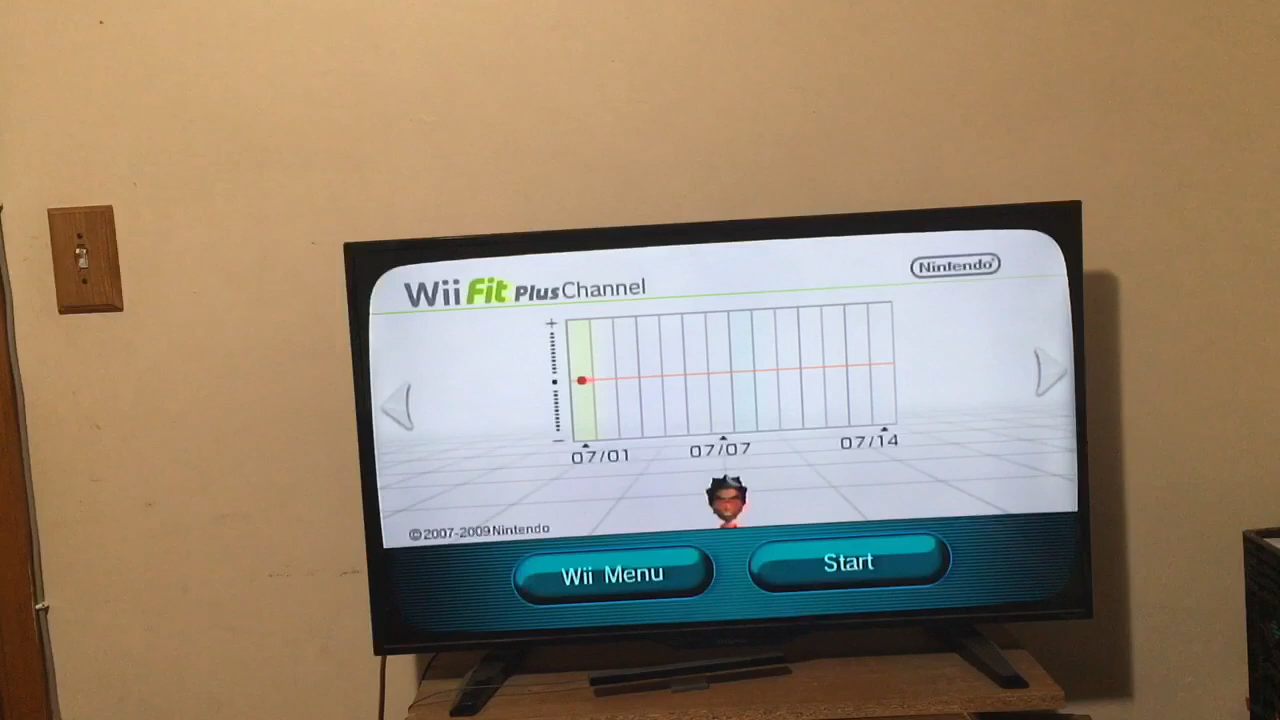 Wii Fit Plus Channel
Nintendo
07/01
07/07
07/14
©2007-2009 Nintendo
Wii Menu
Start